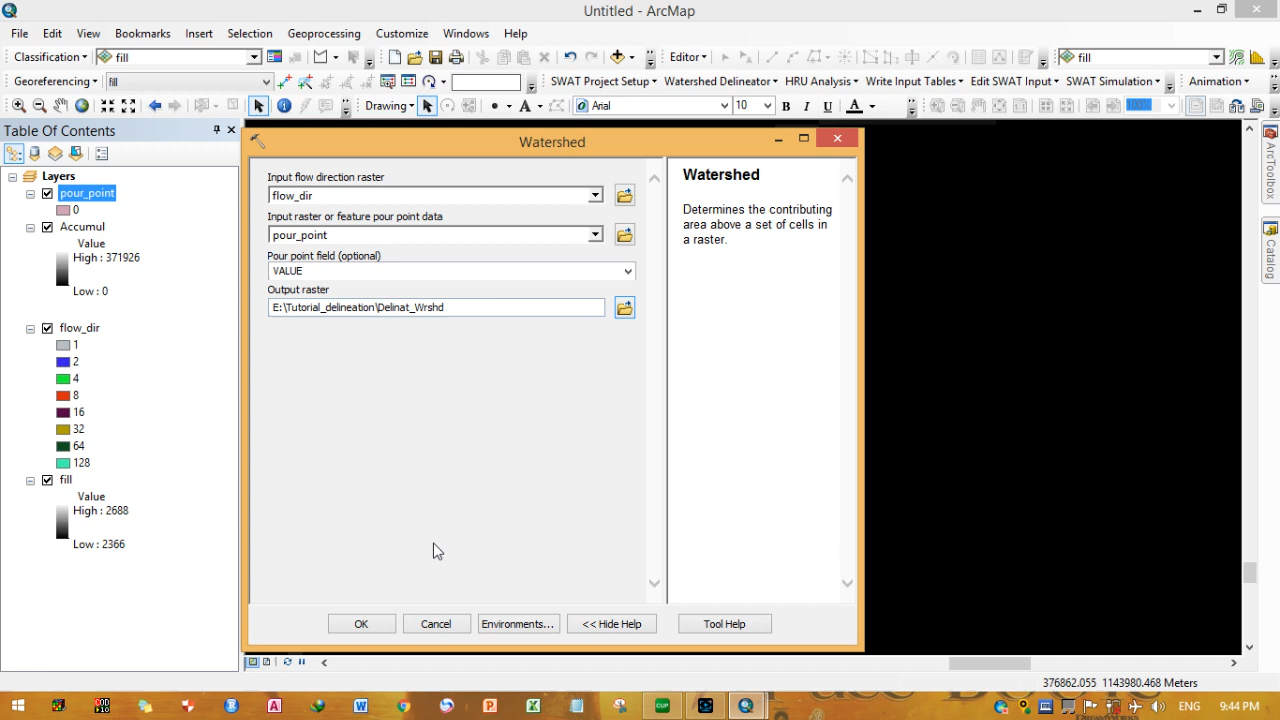 Untitled - ArcMap
File Edit View Bookmarks Insert Selection Geoprocessing Customize Windows Help
Classification fill Editor fill
Georeferencing fill SWAT Project Setup Watershed Delineator HRU Analysis Write Input Tables Edit SWAT Input SWAT Simulation Animation
Drawing A Arial 10 B I U A 100%
Table Of Contents
Layers
pour_point
0
Accumul
Value
High : 371926
Low : 0
flow_dir
1
2
4
8
16
32
64
128
fill
Value
High : 2688
Low : 2366
Watershed
Input flow direction raster
flow_dir
Input raster or feature pour point data
pour_point
Pour point field (optional)
VALUE
Output raster
E:\Tutorial_delineation\Delinat_Wrshd
OK Cancel Environments... << Hide Help
Watershed
Determines the contributing
area above a set of cells in
a raster.
Tool Help
ArcToolbox
Catalog
376862.055 1143980.468 Meters
ENG 9:44 PM